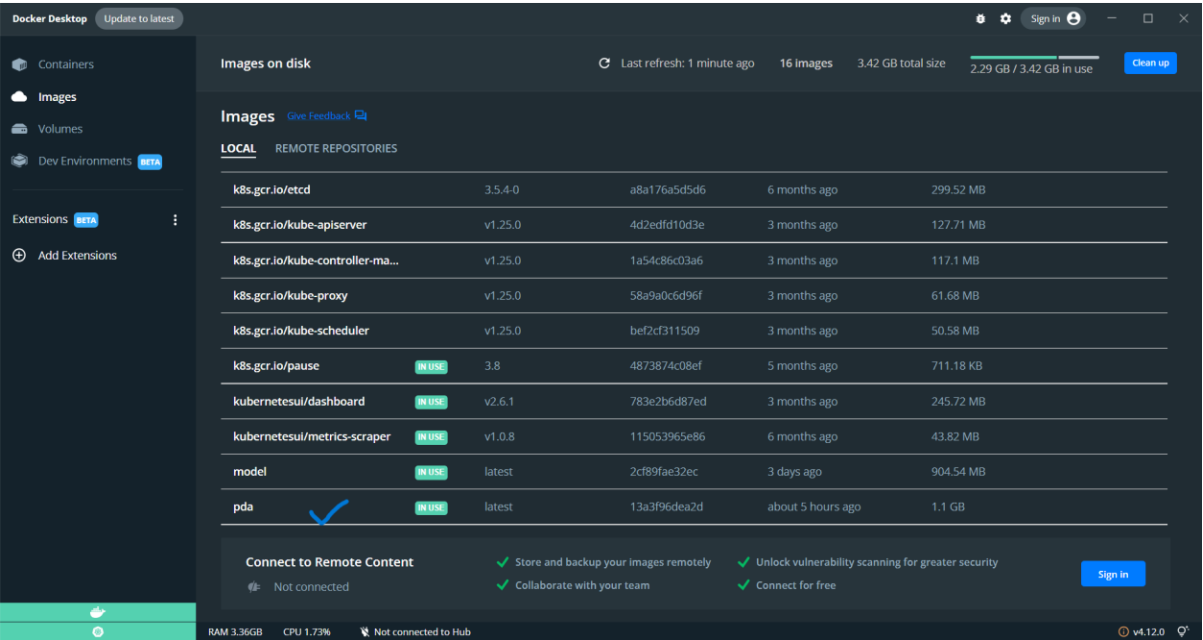 Docker Desktop Update to latest Sign in
Containers
Images
Volumes
Dev Environments BETA
Extensions BETA
Add Extensions
Images on disk Last refresh: 1 minute ago 16 images 3.42 GB total size 2.29 GB / 3.42 GB in use Clean up
Images Give Feedback
LOCAL REMOTE REPOSITORIES
k8s.gcr.io/etcd 3.5.4-0 a8a176a5d5d6 6 months ago 299.52 MB
k8s.gcr.io/kube-apiserver v1.25.0 4d2edfd10d3e 3 months ago 127.71 MB
k8s.gcr.io/kube-controller-ma... v1.25.0 1a54c86c03a6 3 months ago 117.1 MB
k8s.gcr.io/kube-proxy v1.25.0 58a9a0c6d96f 3 months ago 61.68 MB
k8s.gcr.io/kube-scheduler v1.25.0 bef2cf311509 3 months ago 50.58 MB
k8s.gcr.io/pause IN USE 3.8 4873874c08ef 5 months ago 711.18 KB
kubernetesui/dashboard IN USE v2.6.1 783e2b6d87ed 3 months ago 245.72 MB
kubernetesui/metrics-scraper IN USE v1.0.8 115053965e86 6 months ago 43.82 MB
model IN USE latest 2cf89fae32ec 3 days ago 904.54 MB
pda IN USE latest 13a3f96dea2d about 5 hours ago 1.1 GB
Connect to Remote Content
Not connected
Store and backup your images remotely
Unlock vulnerability scanning for greater security
Collaborate with your team
Connect for free
Sign in
RAM 3.36GB CPU 1.73% Not connected to Hub v4.12.0